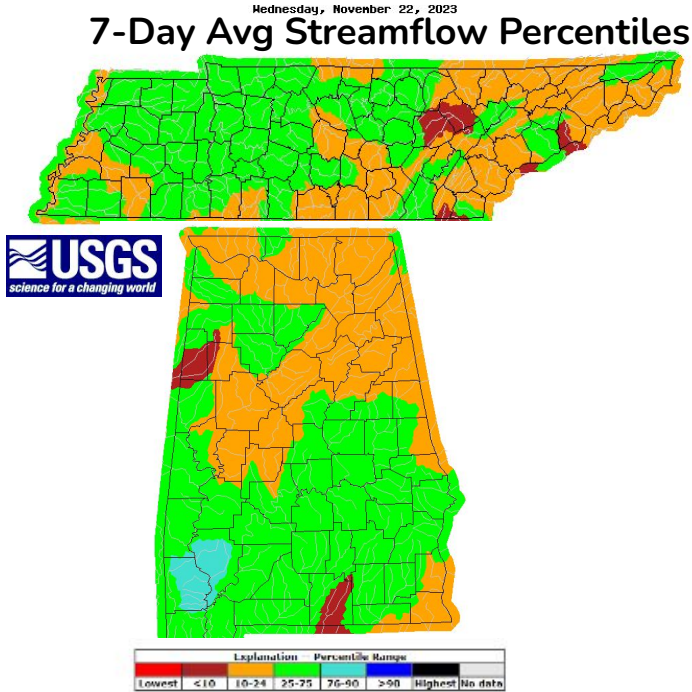 Wednesday, November 22, 2023
7-Day Avg Streamflow Percentiles
USGS
science for a changing world
Explanation - Percentile Range
Lowest <10 10-24 25-75 76-90 >90 Highest No data